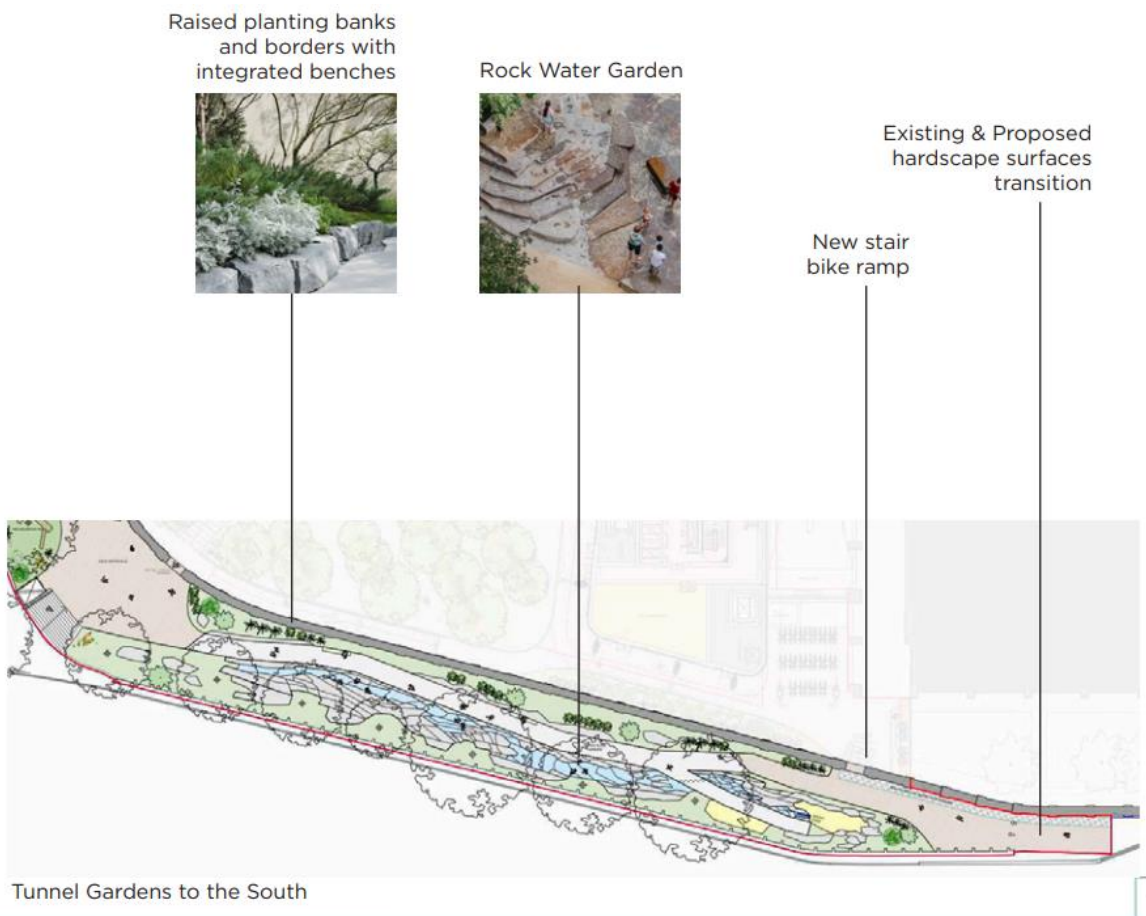 Raised planting banks
and borders with
integrated benches
Rock Water Garden
Existing & Proposed
hardscape surfaces
transition
New stair
bike ramp
Tunnel Gardens to the South